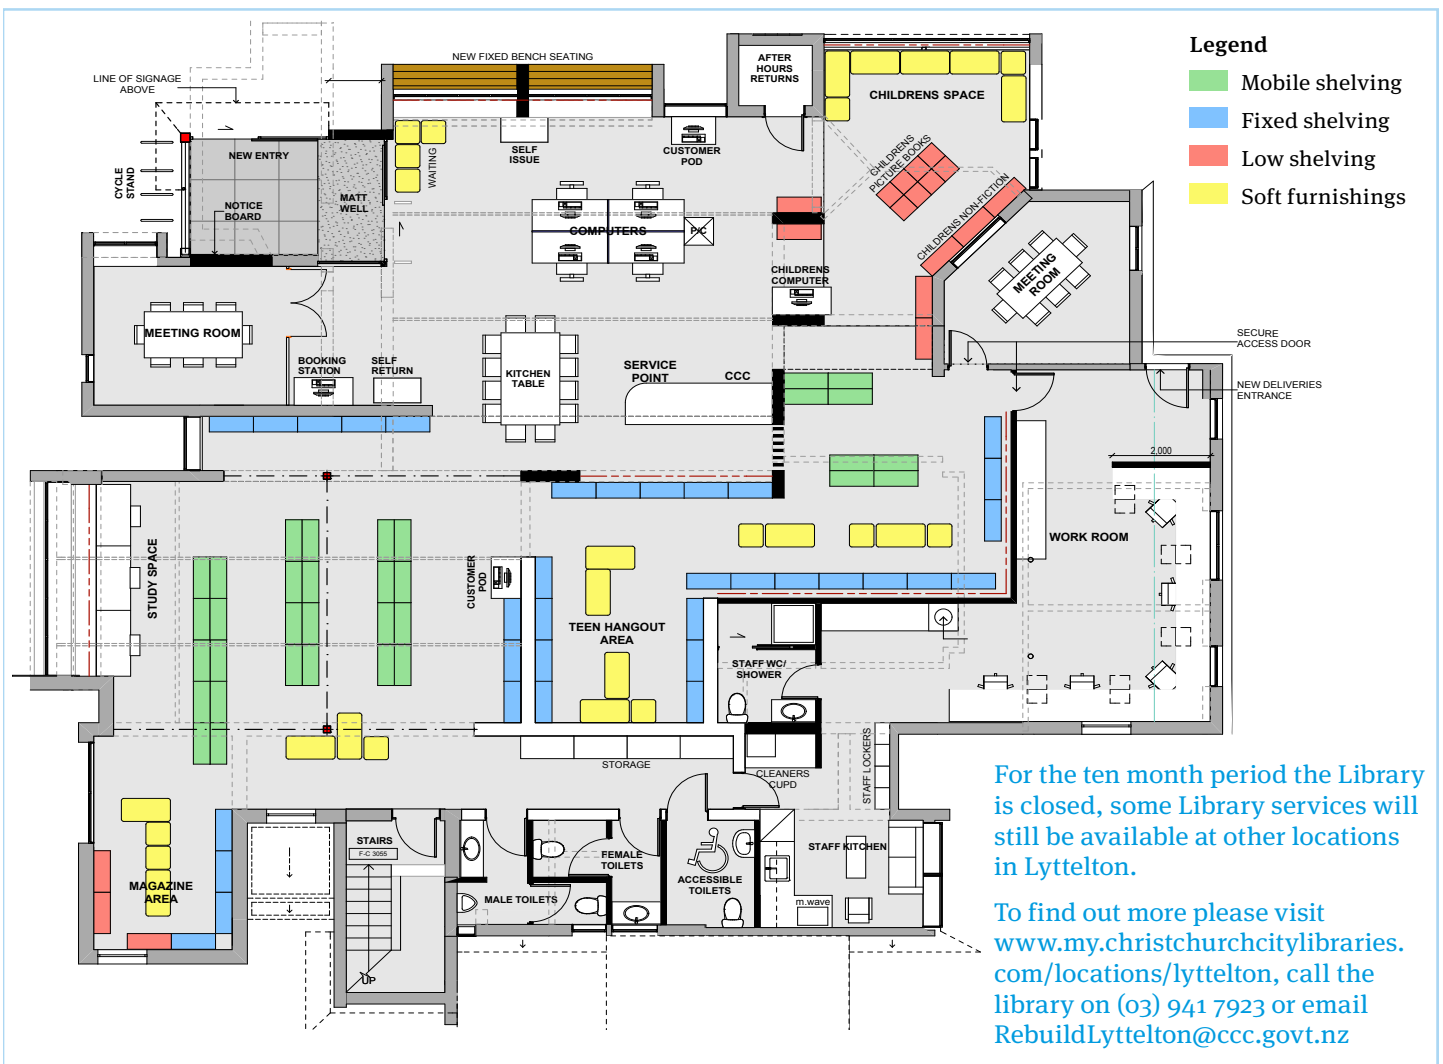 NEW FIXED BENCH SEATING
LINE OF SIGNAGE
ABOVE
AFTER
HOURS
RETURNS
CHILDRENS SPACE
Legend
Mobile shelving
Fixed shelving
Low shelving
Soft furnishings
CYCLE
STAND
NEW ENTRY
NOTICE
BOARD
MATT
WELL
WAITING
SELF
ISSUE
CUSTOMER
POD
CHILDRENS
PICTURE BOOKS
CHILDRENS NON-FICTION
COMPUTERS
P/C
CHILDRENS
COMPUTER
MEETING
ROOM
MEETING ROOM
BOOKING
STATION
SELF
RETURN
KITCHEN
TABLE
SERVICE
POINT
CCC
SECURE
ACCESS DOOR
NEW DELIVERIES
ENTRANCE
2,000
STUDY SPACE
CUSTOMER
POD
TEEN HANGOUT
AREA
WORK ROOM
STAFF WC/
SHOWER
STORAGE
CLEANERS
CUPD
STAFF LOCKERS
STAIRS
F-C 3055
UP
MAGAZINE
AREA
MALE TOILETS
FEMALE
TOILETS
ACCESSIBLE
TOILETS
STAFF KITCHEN
m.wave
For the ten month period the Library
is closed, some Library services will
still be available at other locations
in Lyttelton.
To find out more please visit
www.my.christchurchcitylibraries.
com/locations/lyttelton, call the
library on (03) 941 7923 or email
RebuildLyttelton@ccc.govt.nz